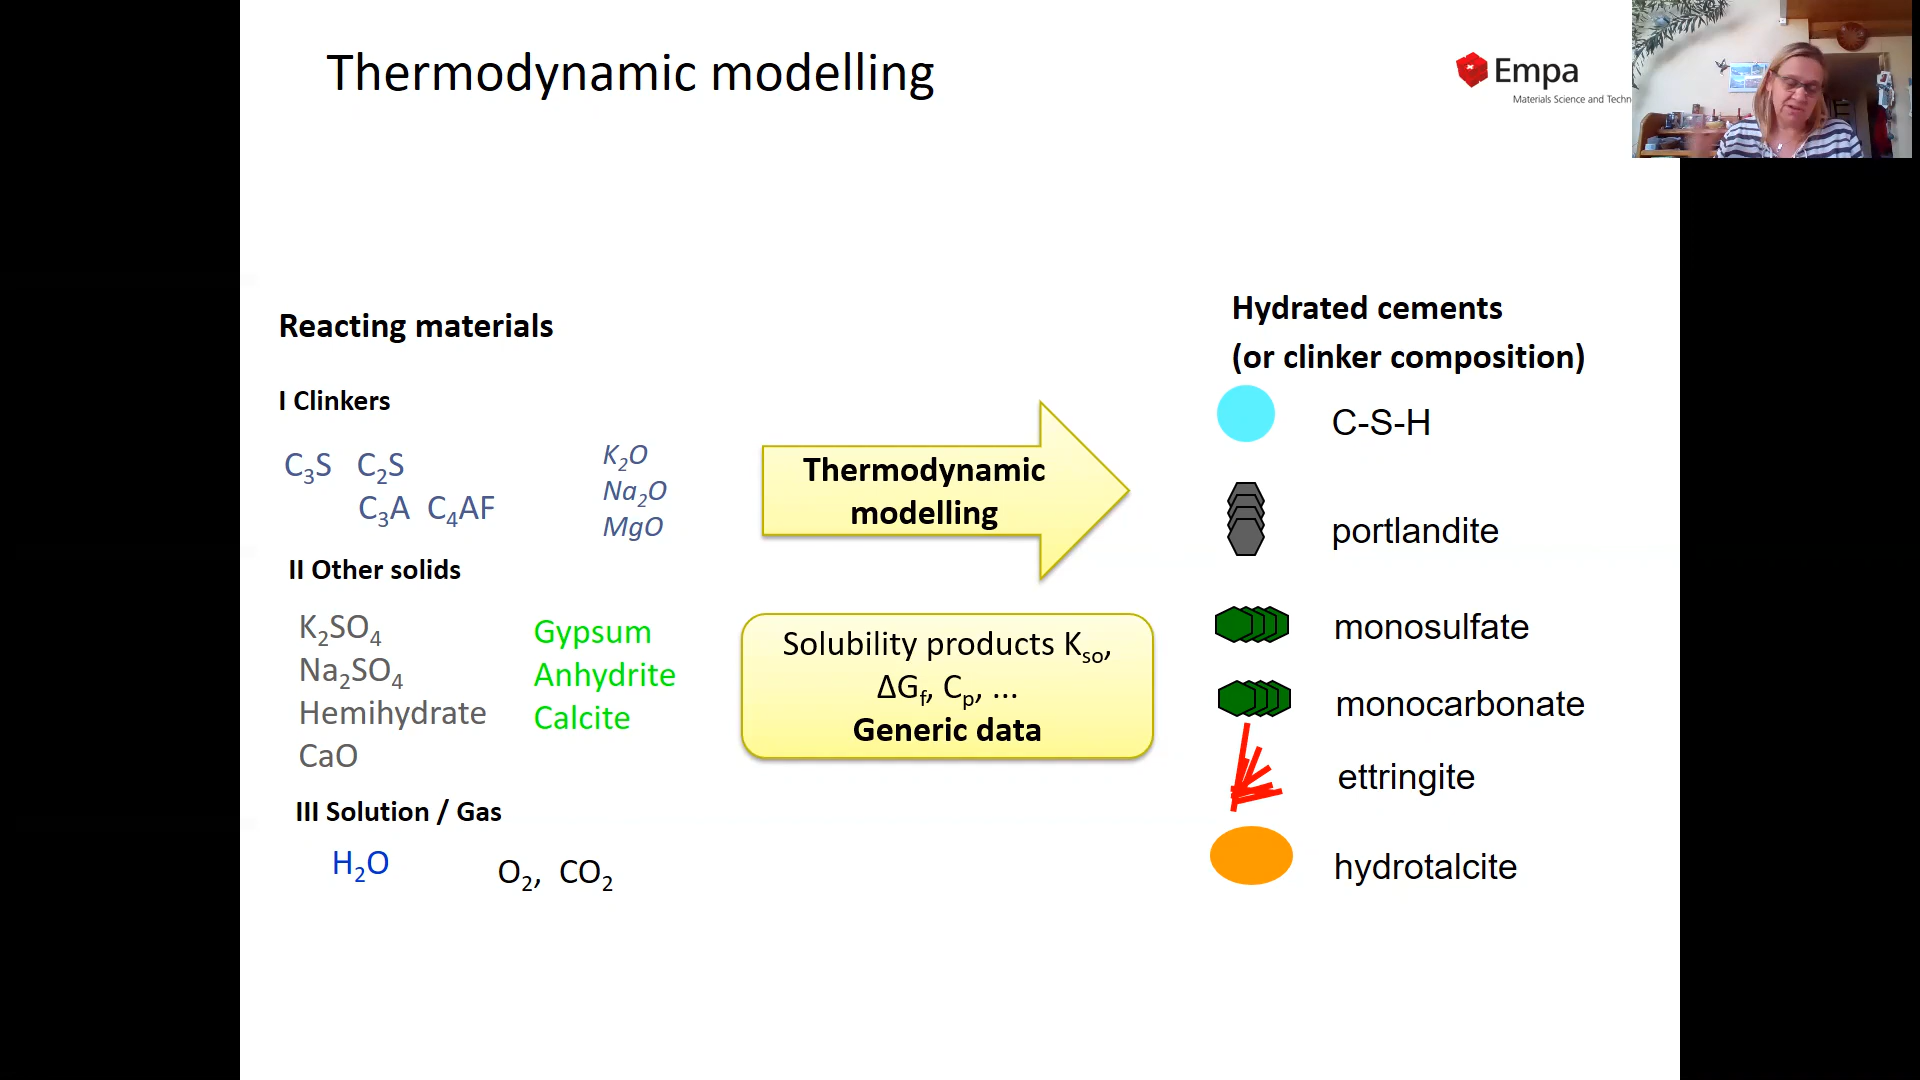 Thermodynamic modelling
Empa
Materials Science and Techn
Reacting materials
I Clinkers
C₃S C₂S
C₃A C₄AF
K₂O
Na₂O
MgO
II Other solids
K₂SO₄
Na₂SO₄
Hemihydrate
CaO
Gypsum
Anhydrite
Calcite
III Solution / Gas
H₂O
O₂, CO₂
Thermodynamic
modelling
Solubility products Kₛₒ,
ΔG_f, Cₚ, ...
Generic data
Hydrated cements
(or clinker composition)
C-S-H
portlandite
monosulfate
monocarbonate
ettringite
hydrotalcite